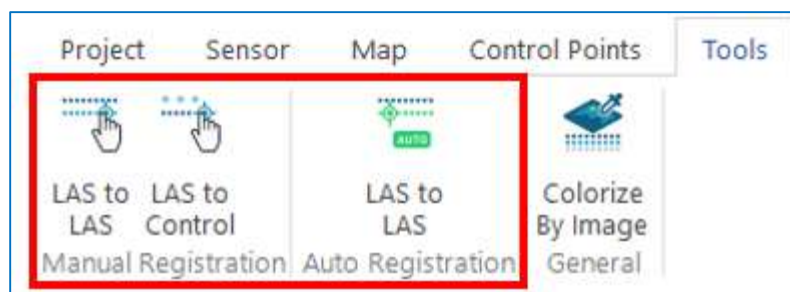 Project Sensor Map Control Points Tools
AUTO
LAS to LAS to LAS to Colorize
LAS Control LAS By Image
Manual Registration Auto Registration General